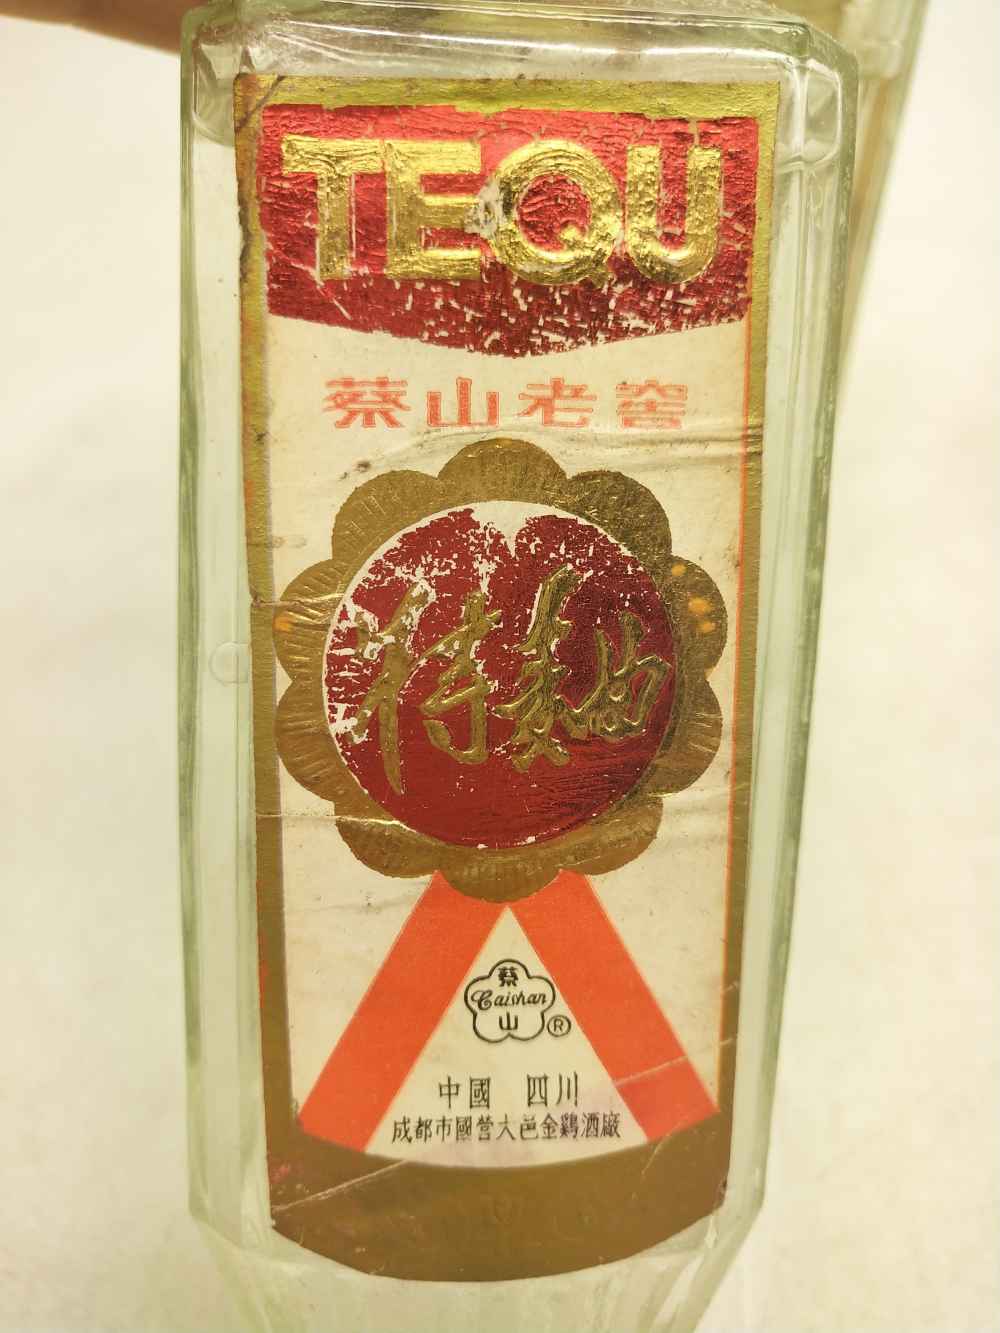 TEQU
蔡山老窖
特麯
蔡
Caishan
山
®
中國 四川
成都市國營大邑金鷄酒廠